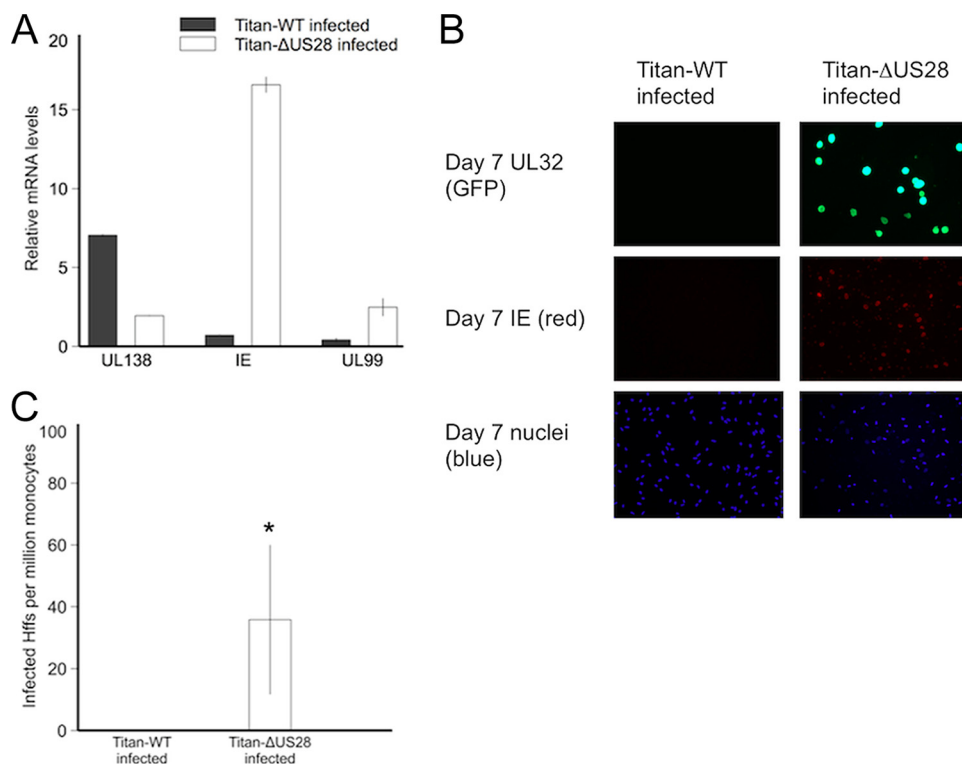 A
Titan-WT infected
Titan-ΔUS28 infected
Relative mRNA levels
20
15
10
5
0
UL138 IE UL99
B
Titan-WT
infected
Titan-ΔUS28
infected
Day 7 UL32
(GFP)
Day 7 IE (red)
Day 7 nuclei
(blue)
C
Infected Hffs per million monocytes
100
80
60
40
20
0
*
Titan-WT
infected
Titan-ΔUS28
infected